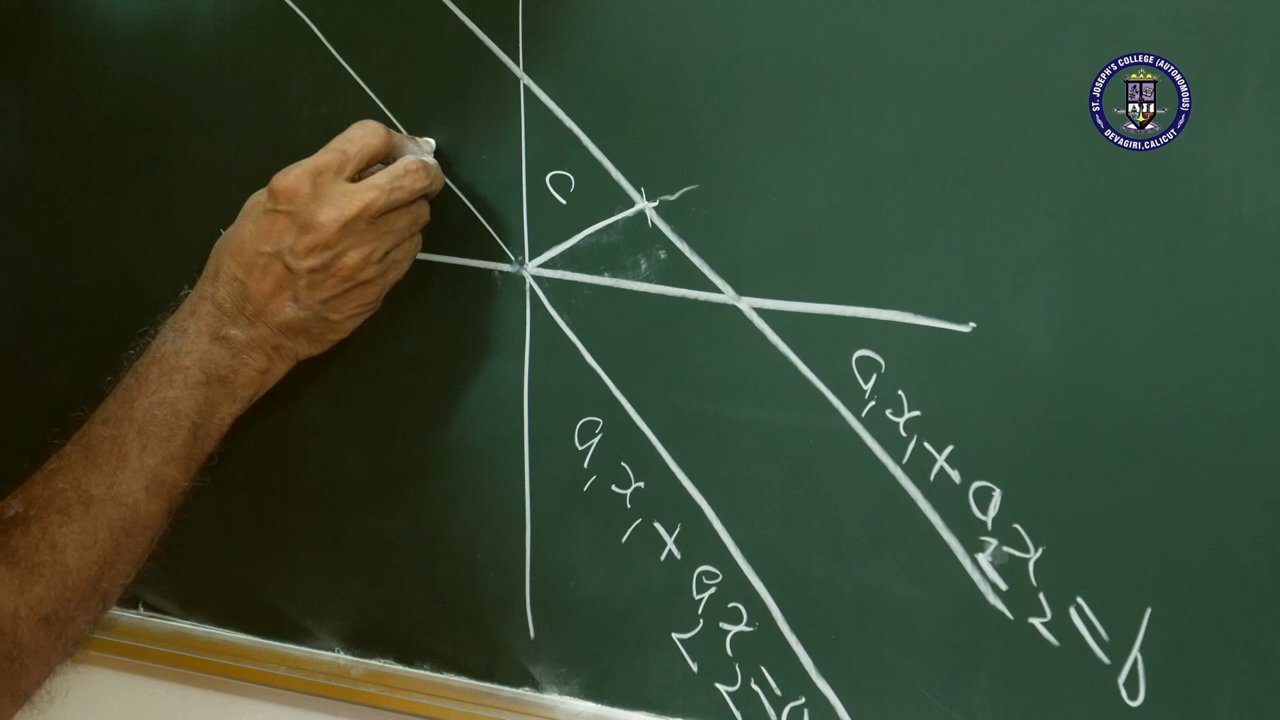 ST. JOSEPH'S COLLEGE (AUTONOMOUS)
DEVAGIRI, CALICUT
c
a₁x₁ + a₂x₂ = b
a₁x₁ + a₂x₂ = 0